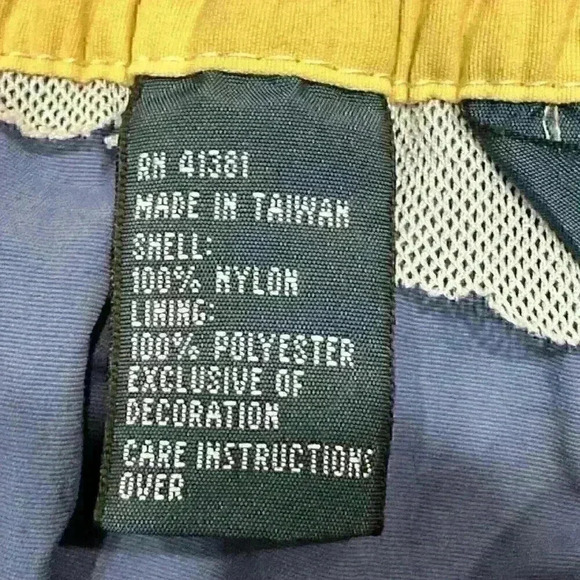 RN 41381
MADE IN TAIWAN
SHELL:
100% NYLON
LINING:
100% POLYESTER
EXCLUSIVE OF
DECORATION
CARE INSTRUCTIONS
OVER